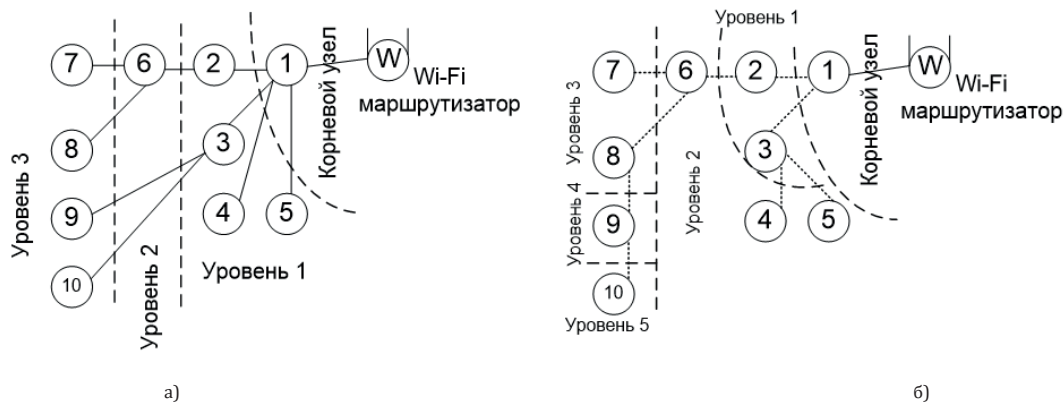 7
6
2
1
W
Wi-Fi
маршрутизатор
Корневой узел
3
8
9
4
5
10
Уровень 3
Уровень 2
Уровень 1
а)
Уровень 1
7
6
2
1
W
Wi-Fi
маршрутизатор
Корневой узел
Уровень 3
8
3
Уровень 2
Уровень 4
9
4
5
10
Уровень 5
б)